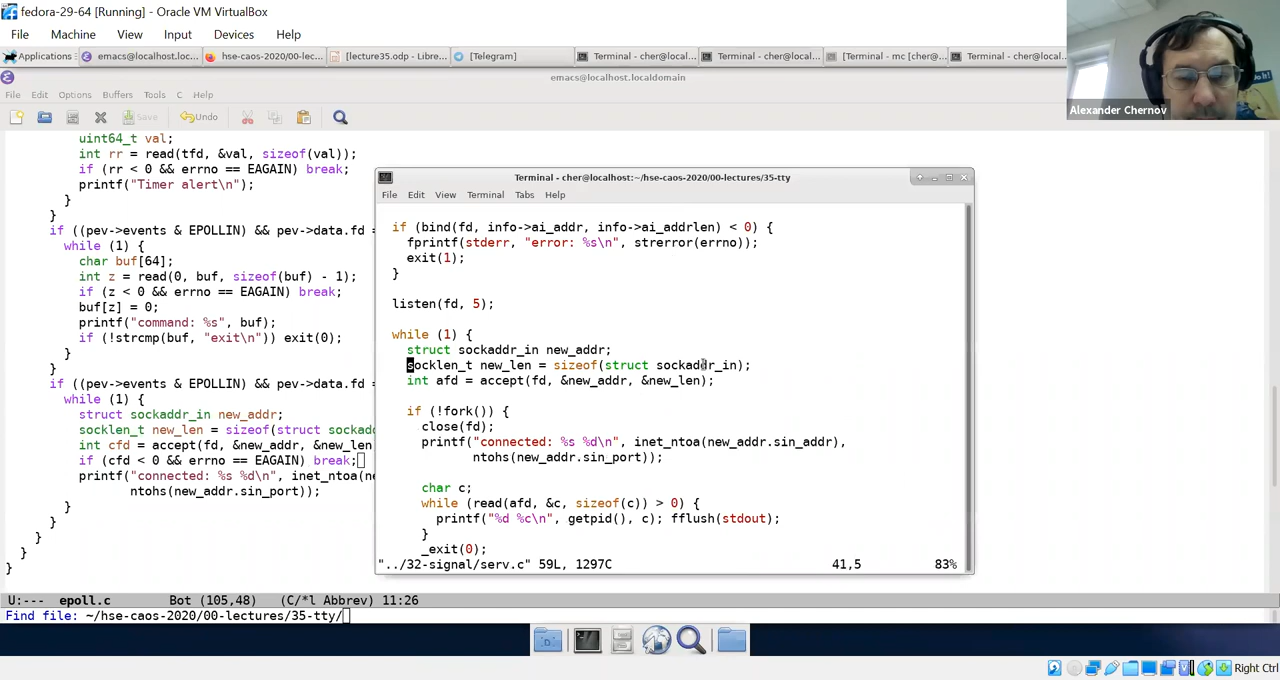 fedora-29-64 [Running] - Oracle VM VirtualBox
File Machine View Input Devices Help
Applications emacs@localhost.loc... hse-caos-2020/00-lec... [lecture35.odp - Libre... [Telegram] Terminal - cher@local... Terminal - cher@local... [Terminal - mc [cher@... Terminal - cher@local...
emacs@localhost.localdomain
File Edit Options Buffers Tools C Help
Save Undo
Alexander Chernov
uint64_t val;
int rr = read(tfd, &val, sizeof(val));
if (rr < 0 && errno == EAGAIN) break;
printf("Timer alert\n");
}
}
if ((pev->events & EPOLLIN) && pev->data.fd =
while (1) {
char buf[64];
int z = read(0, buf, sizeof(buf) - 1);
if (z < 0 && errno == EAGAIN) break;
buf[z] = 0;
printf("command: %s", buf);
if (!strcmp(buf, "exit\n")) exit(0);
}
}
if ((pev->events & EPOLLIN) && pev->data.fd =
while (1) {
struct sockaddr_in new_addr;
socklen_t new_len = sizeof(struct sockadd
int cfd = accept(fd, &new_addr, &new_len
if (cfd < 0 && errno == EAGAIN) break;
printf("connected: %s %d\n", inet_ntoa(ne
ntohs(new_addr.sin_port));
}
}
}
}
}
U:--- epoll.c Bot (105,48) (C/*l Abbrev) 11:26
Find file: ~/hse-caos-2020/00-lectures/35-tty/
Terminal - cher@localhost:~/hse-caos-2020/00-lectures/35-tty
File Edit View Terminal Tabs Help
if (bind(fd, info->ai_addr, info->ai_addrlen) < 0) {
fprintf(stderr, "error: %s\n", strerror(errno));
exit(1);
}
listen(fd, 5);
while (1) {
struct sockaddr_in new_addr;
socklen_t new_len = sizeof(struct sockaddr_in);
int afd = accept(fd, &new_addr, &new_len);
if (!fork()) {
close(fd);
printf("connected: %s %d\n", inet_ntoa(new_addr.sin_addr),
ntohs(new_addr.sin_port));
char c;
while (read(afd, &c, sizeof(c)) > 0) {
printf("%d %c\n", getpid(), c); fflush(stdout);
}
_exit(0);
"../32-signal/serv.c" 59L, 1297C 41,5 83%
Right Ctrl